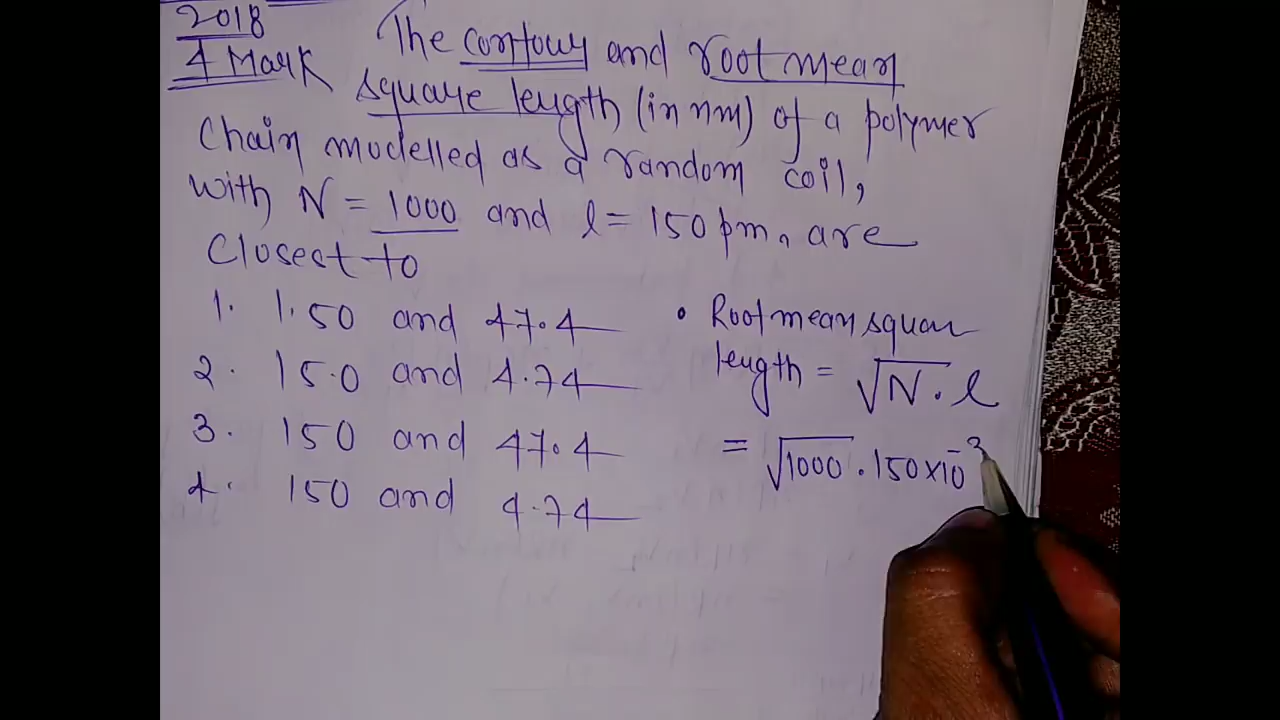 2018
4 Mark
The contour and root mean
square length (in nm) of a polymer
Chain modelled as a random coil,
with N = 1000 and l = 150 pm, are
Closest to
1. 1.50 and 47.4
2. 15.0 and 4.74
3. 150 and 47.4
4. 150 and 4.74
• Root mean square
length = √N . l
= √1000 . 150×10⁻³